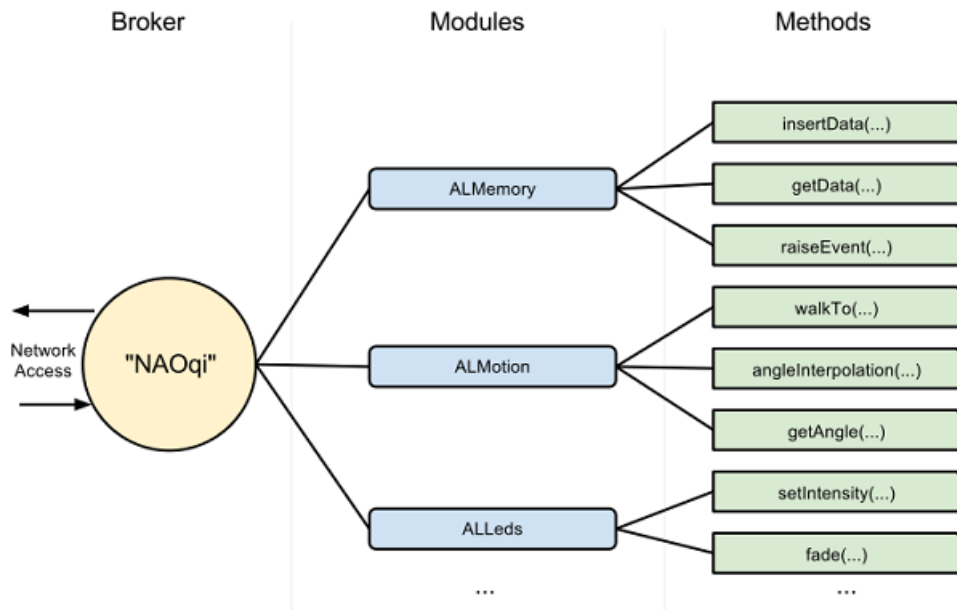 Broker
Modules
Methods
insertData(...)
ALMemory
getData(...)
raiseEvent(...)
walkTo(...)
Network
Access
"NAOqi"
ALMotion
angleInterpolation(...)
getAngle(...)
setIntensity(...)
ALLeds
fade(...)
...
...